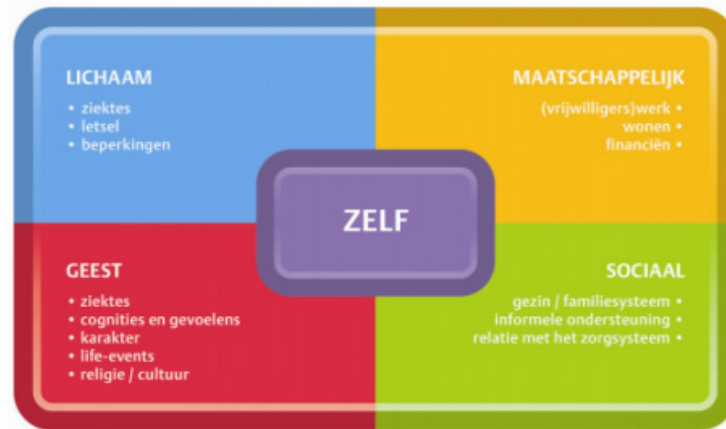 LICHAAM
• ziektes
• letsel
• beperkingen
MAATSCHAPPELIJK
(vrijwilligers)werk •
wonen •
financiën •
ZELF
GEEST
• ziektes
• cognities en gevoelens
• karakter
• life-events
• religie / cultuur
SOCIAAL
gezin / familiesysteem •
informele ondersteuning •
relatie met het zorgsysteem •